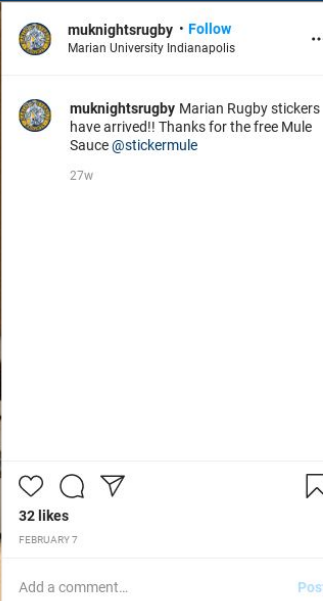 muknightsrugby • Follow
Marian University Indianapolis
muknightsrugby Marian Rugby stickers
have arrived!! Thanks for the free Mule
Sauce @stickermule
27w
32 likes
FEBRUARY 7
Add a comment...
Pos